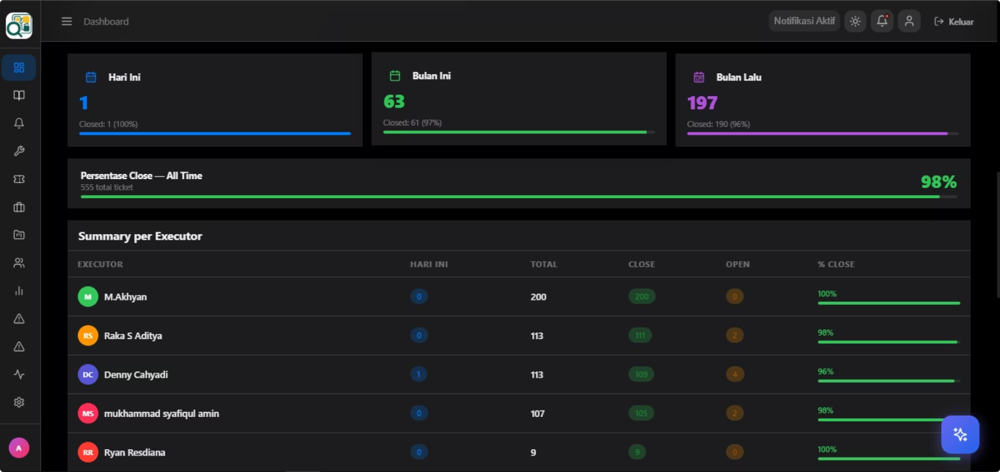 Dashboard
Notifikasi Aktif
Keluar
Hari Ini
1
Closed: 1 (100%)
Bulan Ini
63
Closed: 61 (97%)
Bulan Lalu
197
Closed: 190 (96%)
Persentase Close — All Time
555 total ticket
98%
Summary per Executor
EXECUTOR HARI INI TOTAL CLOSE OPEN % CLOSE
M M.Akhyan 0 200 200 0 100%
RS Raka S Aditya 0 113 111 2 98%
DC Denny Cahyadi 1 113 109 4 96%
MS mukhammad syafiqul amin 0 107 105 2 98%
RR Ryan Resdiana 0 9 9 0 100%
A